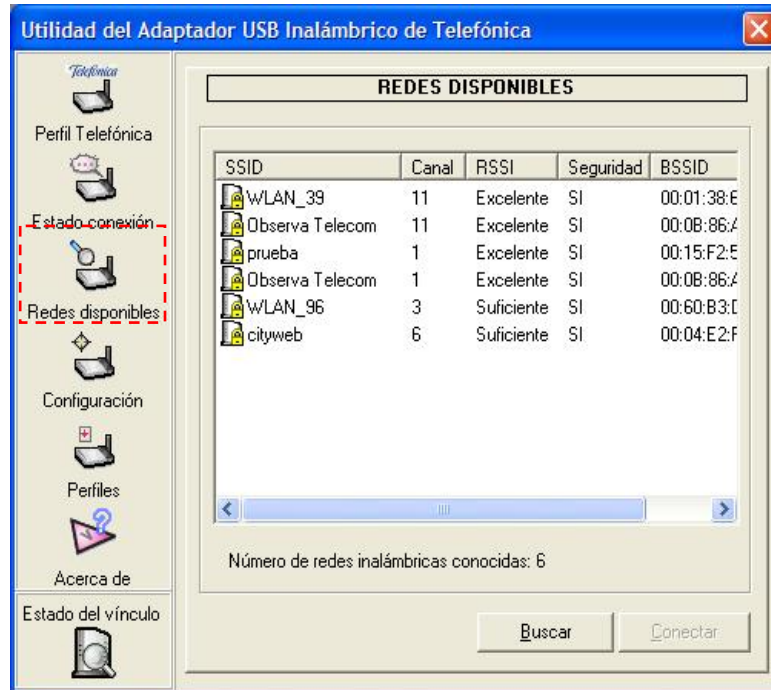 Utilidad del Adaptador USB Inalámbrico de Telefónica
Telefónica
Perfil Telefónica
Estado conexión
Redes disponibles
Configuración
Perfiles
Acerca de
Estado del vínculo
REDES DISPONIBLES
SSID Canal RSSI Seguridad BSSID
WLAN_39 11 Excelente SI 00:01:38:
Observa Telecom 11 Excelente SI 00:0B:86:
prueba 1 Excelente SI 00:15:F2:
Observa Telecom 1 Excelente SI 00:0B:86:
WLAN_96 3 Suficiente SI 00:60:B3:
cityweb 6 Suficiente SI 00:04:E2:
Número de redes inalámbricas conocidas: 6
Buscar Conectar